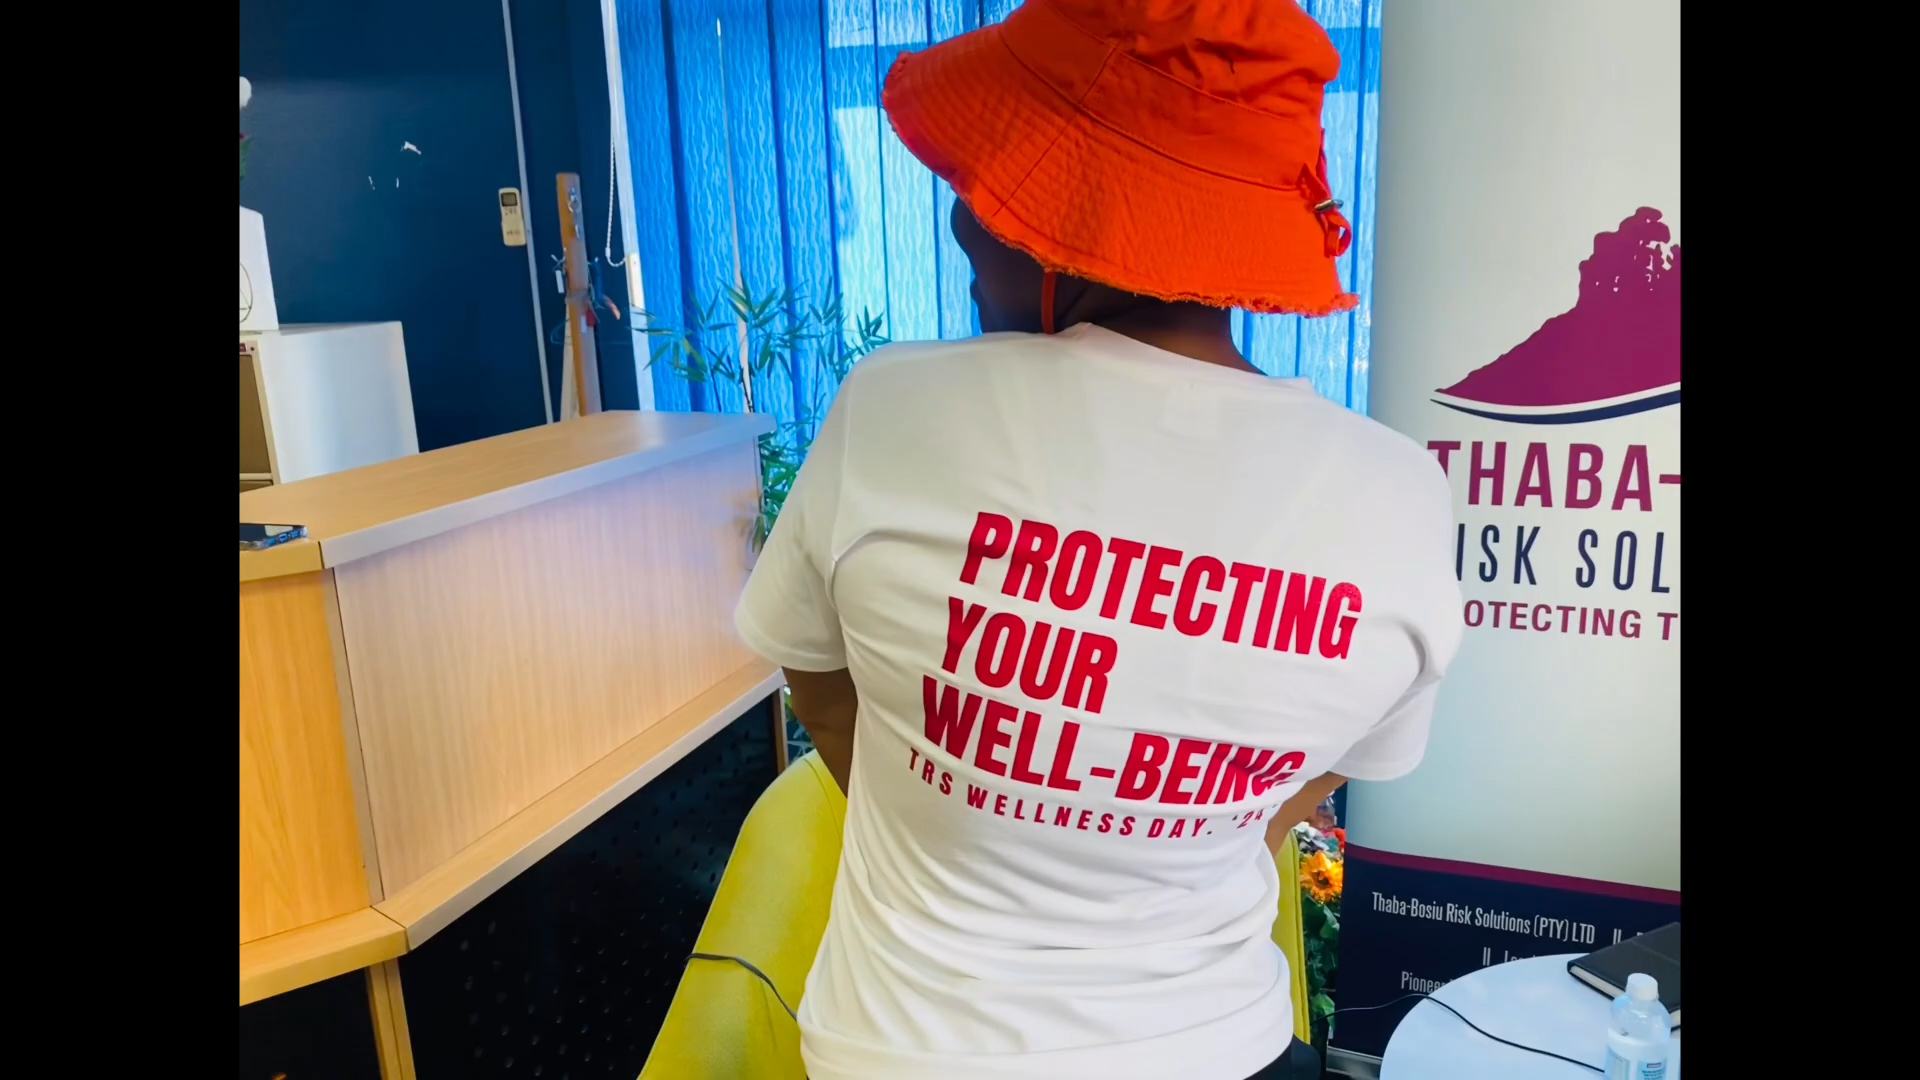 PROTECTING
YOUR
WELL-BEING
TRS WELLNESS DAY.
THABA-
ISK SOL
OTECTING T
Thaba-Bosiu Risk Solutions (PTY) LTD ||
||